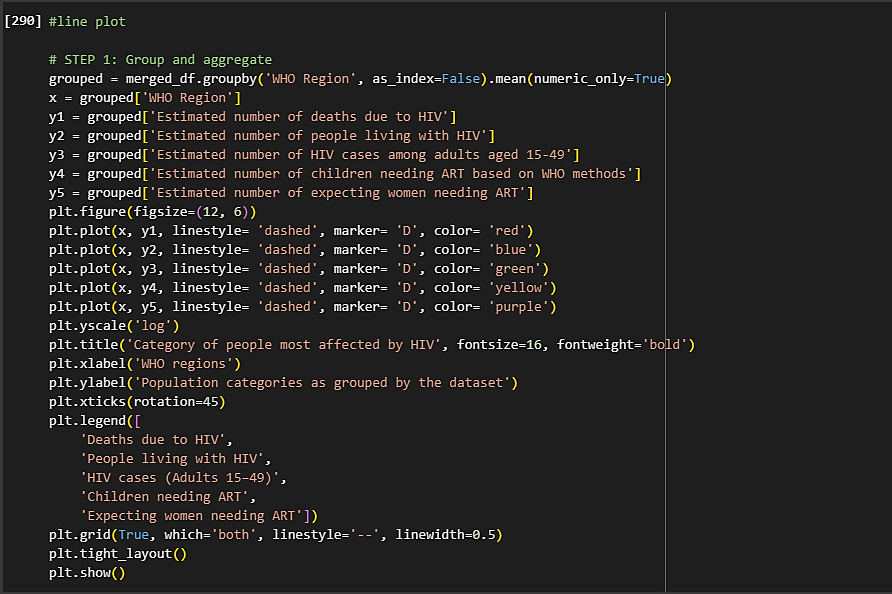 [290] #line plot
# STEP 1: Group and aggregate
grouped = merged_df.groupby('WHO Region', as_index=False).mean(numeric_only=True)
x = grouped['WHO Region']
y1 = grouped['Estimated number of deaths due to HIV']
y2 = grouped['Estimated number of people living with HIV']
y3 = grouped['Estimated number of HIV cases among adults aged 15-49']
y4 = grouped['Estimated number of children needing ART based on WHO methods']
y5 = grouped['Estimated number of expecting women needing ART']
plt.figure(figsize=(12, 6))
plt.plot(x, y1, linestyle= 'dashed', marker= 'D', color= 'red')
plt.plot(x, y2, linestyle= 'dashed', marker= 'D', color= 'blue')
plt.plot(x, y3, linestyle= 'dashed', marker= 'D', color= 'green')
plt.plot(x, y4, linestyle= 'dashed', marker= 'D', color= 'yellow')
plt.plot(x, y5, linestyle= 'dashed', marker= 'D', color= 'purple')
plt.yscale('log')
plt.title('Category of people most affected by HIV', fontsize=16, fontweight='bold')
plt.xlabel('WHO regions')
plt.ylabel('Population categories as grouped by the dataset')
plt.xticks(rotation=45)
plt.legend([
    'Deaths due to HIV',
    'People living with HIV',
    'HIV cases (Adults 15–49)',
    'Children needing ART',
    'Expecting women needing ART'])
plt.grid(True, which='both', linestyle='--', linewidth=0.5)
plt.tight_layout()
plt.show()